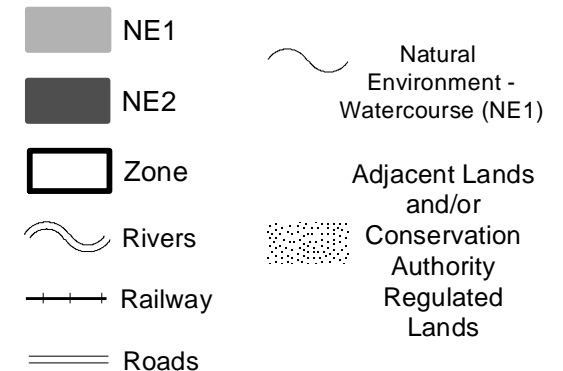 NE1
NE2
Zone
Rivers
Railway
Roads
Natural
Environment -
Watercourse (NE1)
Adjacent Lands
and/or
Conservation
Authority
Regulated
Lands